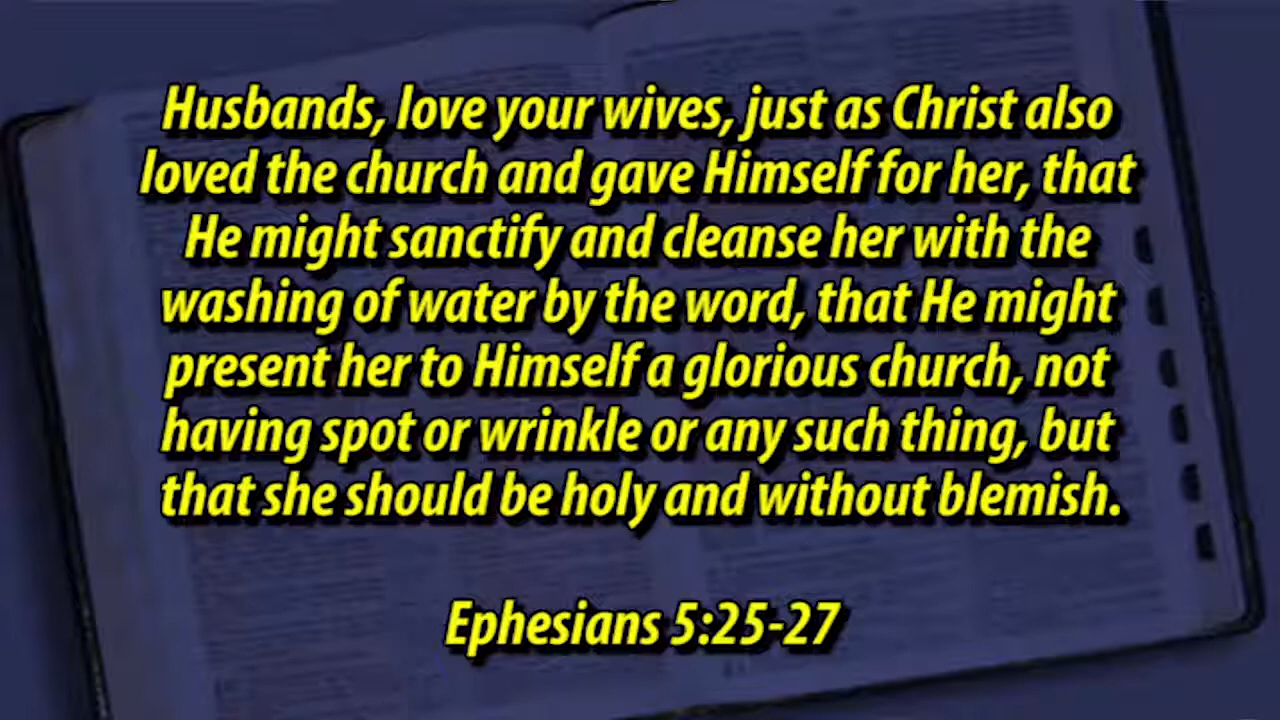 Husbands, love your wives, just as Christ also
loved the church and gave Himself for her, that
He might sanctify and cleanse her with the
washing of water by the word, that He might
present her to Himself a glorious church, not
having spot or wrinkle or any such thing, but
that she should be holy and without blemish.
Ephesians 5:25-27